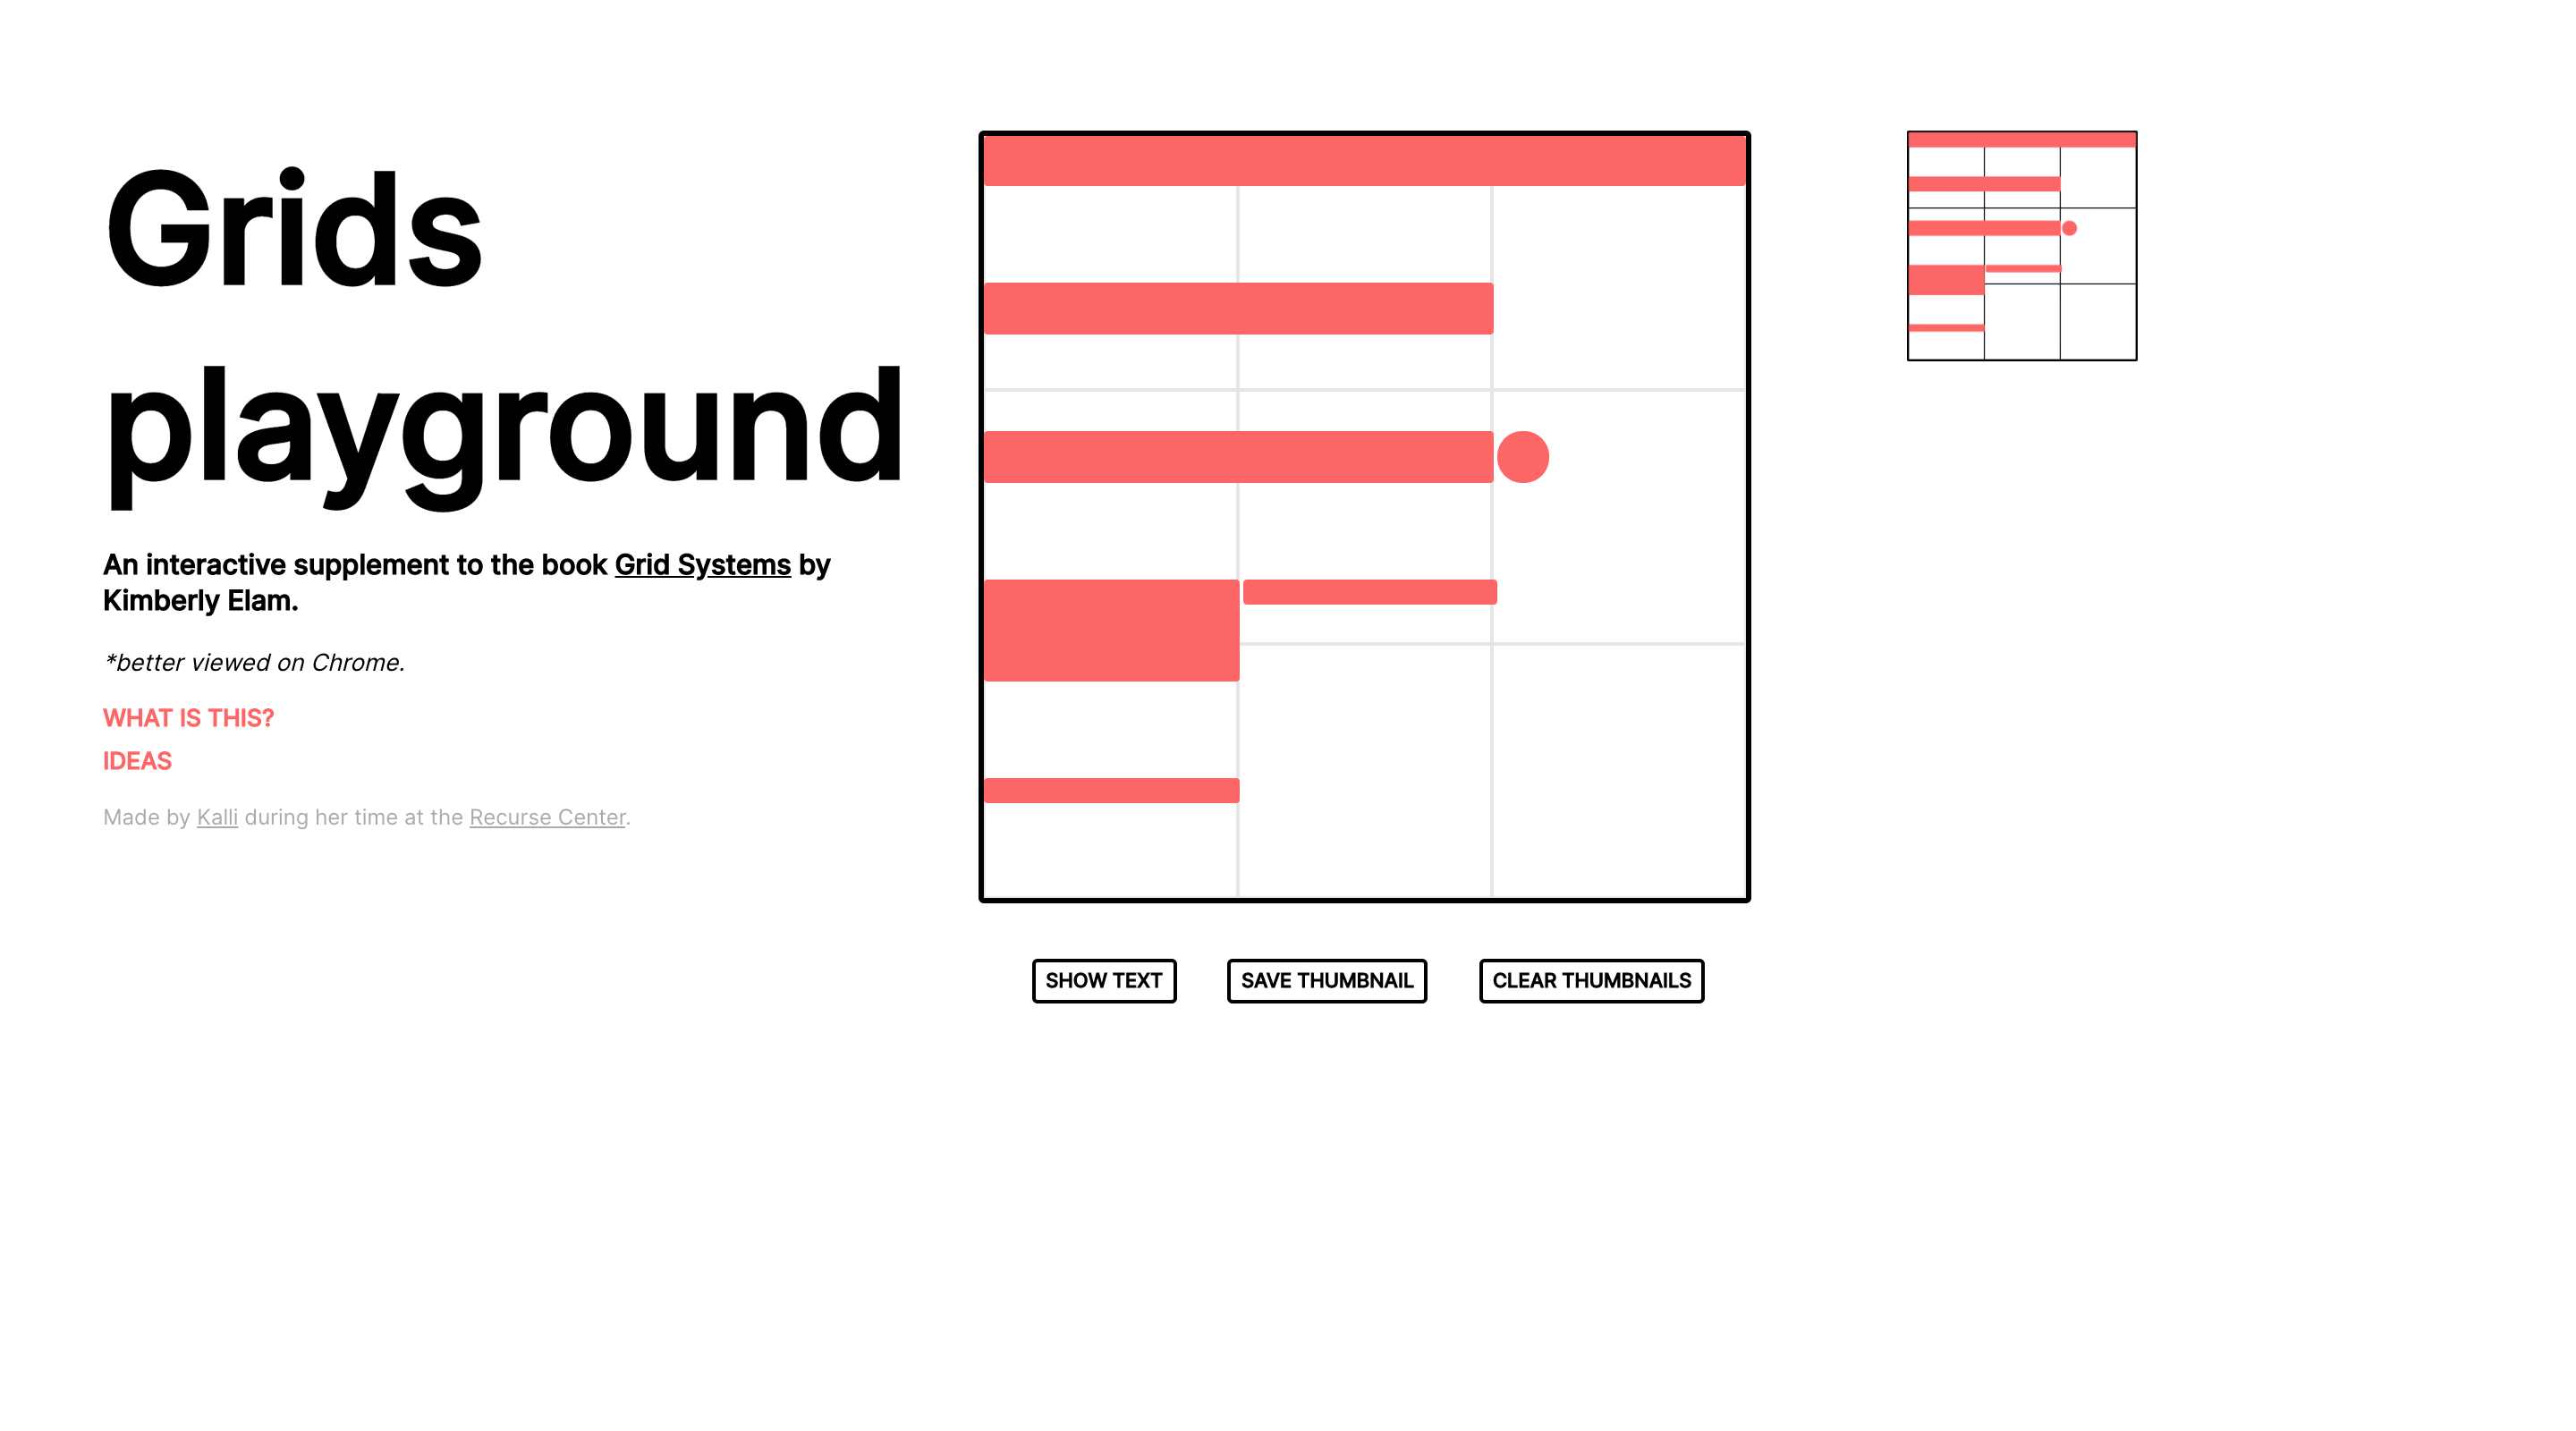 Grids
playground
An interactive supplement to the book Grid Systems by
Kimberly Elam.
*better viewed on Chrome.
WHAT IS THIS?
IDEAS
Made by Kalli during her time at the Recurse Center.
SHOW TEXT
SAVE THUMBNAIL
CLEAR THUMBNAILS